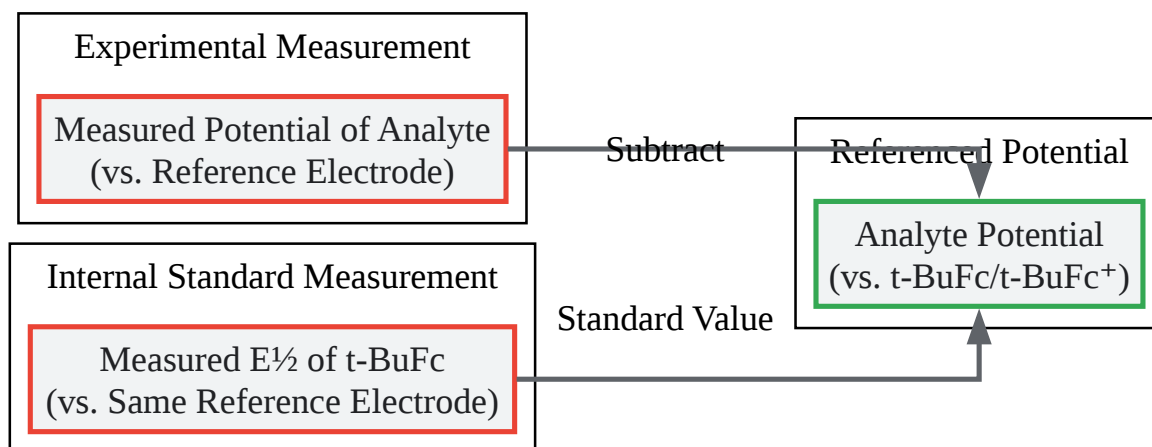 Experimental Measurement
Measured Potential of Analyte
(vs. Reference Electrode)
Subtract
Referenced Potential
Analyte Potential
(vs. t-BuFc/t-BuFc⁺)
Internal Standard Measurement
Standard Value
Measured E½ of t-BuFc
(vs. Same Reference Electrode)